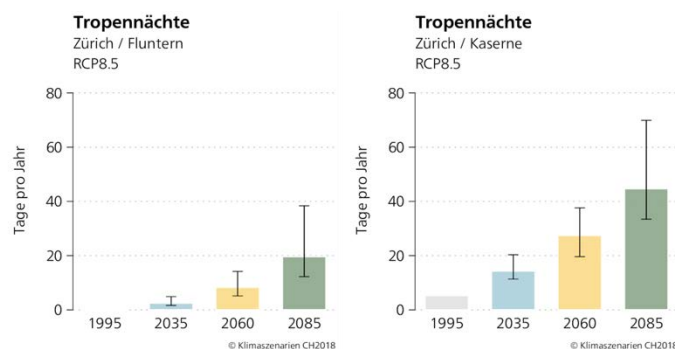 Tropennächte
Zürich / Fluntern
RCP8.5
80
60
40
20
0
Tage pro Jahr
1995 2035 2060 2085
© Klimaszenarien CH2018
Tropennächte
Zürich / Kaserne
RCP8.5
80
60
40
20
0
Tage pro Jahr
1995 2035 2060 2085
© Klimaszenarien CH2018